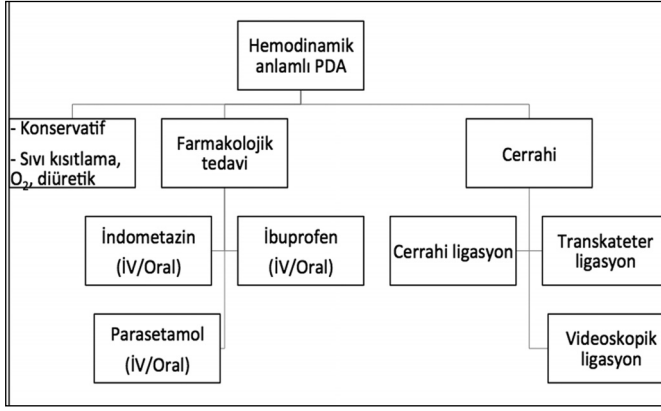 Hemodinamik
anlamlı PDA
- Konservatif
- Sıvı kısıtlama,
O₂, diüretik
Farmakolojik
tedavi
Cerrahi
İndometazin
(İV/Oral)
İbuprofen
(İV/Oral)
Cerrahi ligasyon
Transkateter
ligasyon
Parasetamol
(İV/Oral)
Videoskopik
ligasyon